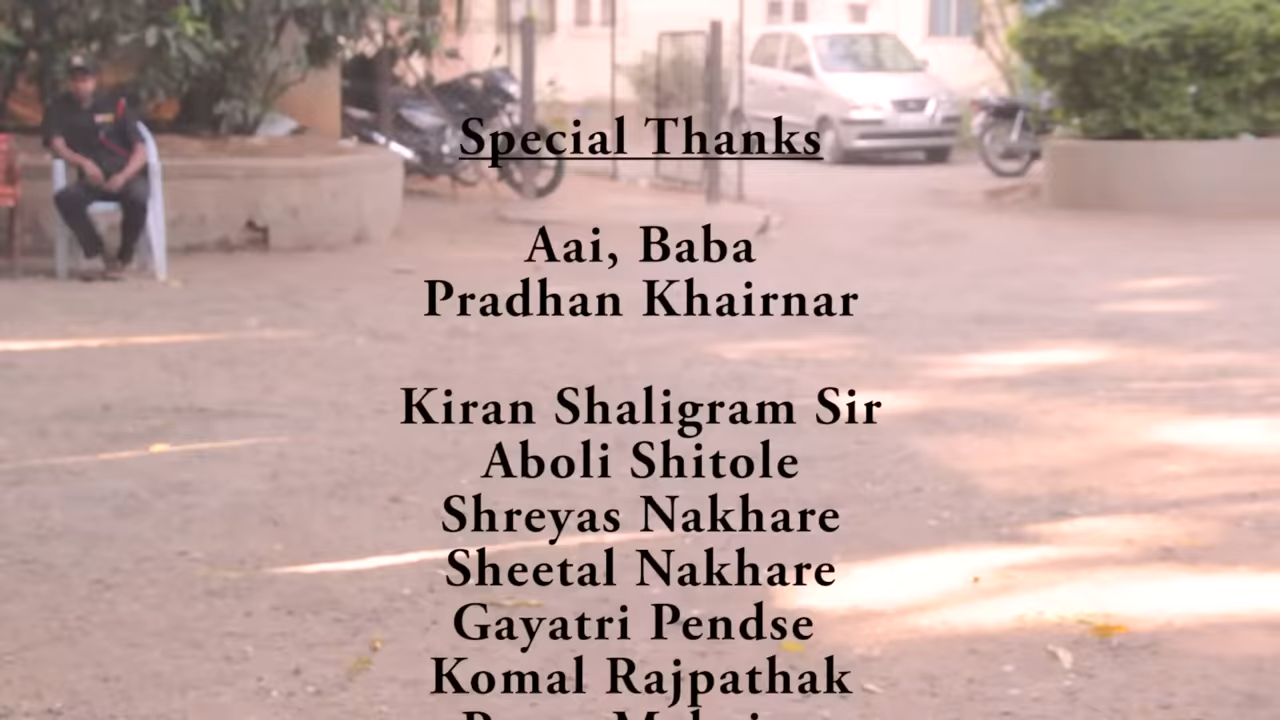 Special Thanks
Aai, Baba
Pradhan Khairnar
Kiran Shaligram Sir
Aboli Shitole
Shreyas Nakhare
Sheetal Nakhare
Gayatri Pendse
Komal Rajpathak